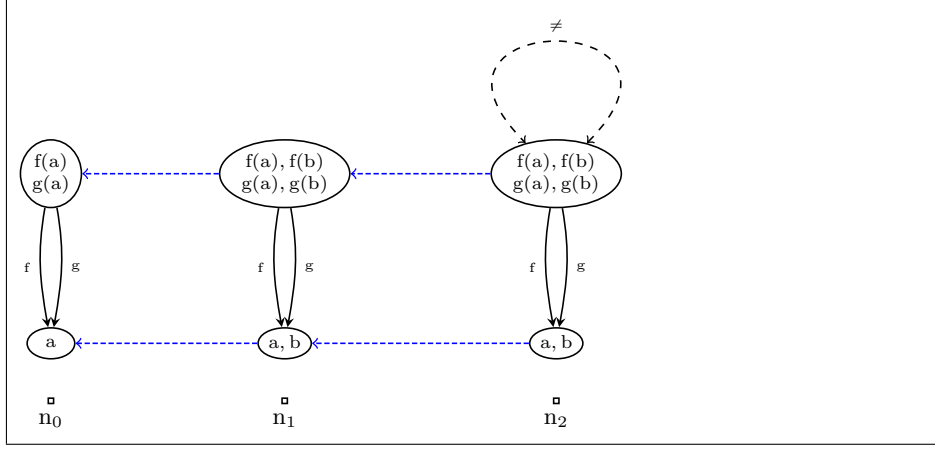 ≠
f(a)
g(a)
f(a), f(b)
g(a), g(b)
f(a), f(b)
g(a), g(b)
f
g
f
g
f
g
a
a, b
a, b
n₀
n₁
n₂